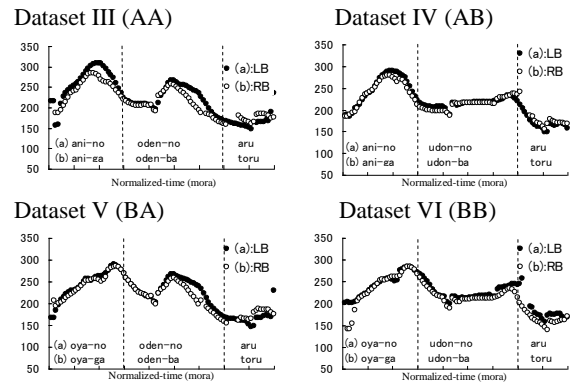 Dataset III (AA)
350
300
250
200
150
100
50
(a):LB
(b):RB
(a) ani-no oden-no aru
(b) ani-ga oden-ba toru
Normalized-time (mora)
Dataset IV (AB)
350
300
250
200
150
100
50
(a):LB
(b):RB
(a) ani-no udon-no aru
(b) ani-ga udon-ba toru
Normalized-time (mora)
Dataset V (BA)
350
300
250
200
150
100
50
(a):LB
(b):RB
(a) oya-no oden-no aru
(b) oya-ga oden-ba toru
Normalized-time (mora)
Dataset VI (BB)
350
300
250
200
150
100
50
(a):LB
(b):RB
(a) oya-no udon-no aru
(b) oya-ga udon-ba toru
Normalized-time (mora)